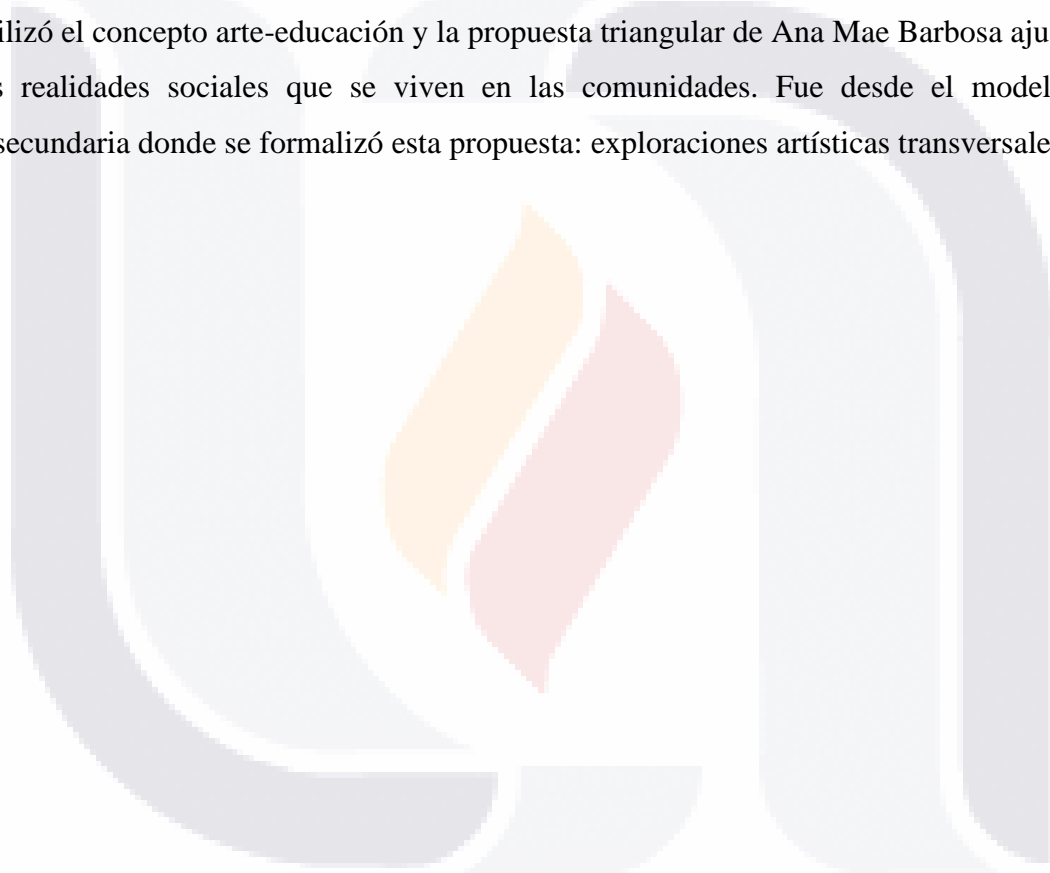 ilizó el concepto arte-educación y la propuesta triangular de Ana Mae Barbosa aju
s realidades sociales que se viven en las comunidades. Fue desde el model
secundaria donde se formalizó esta propuesta: exploraciones artísticas transversale